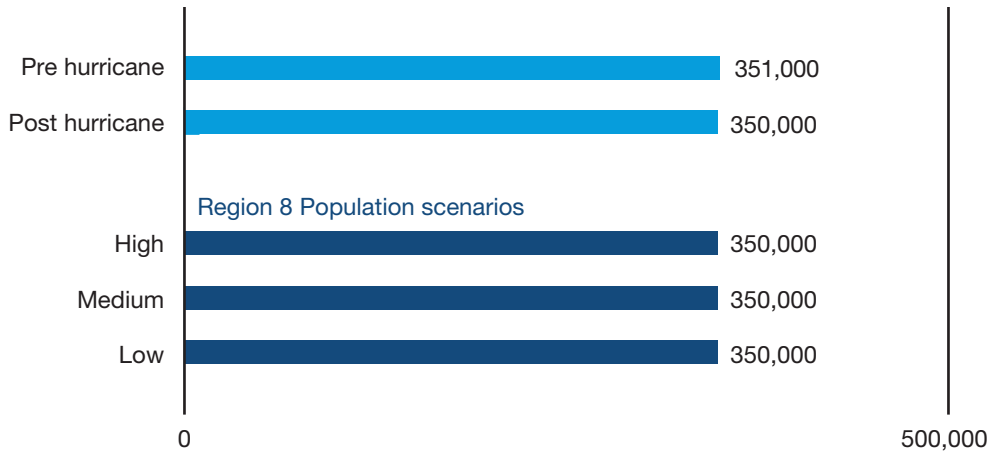 Pre hurricane 351,000
Post hurricane 350,000
Region 8 Population scenarios
High 350,000
Medium 350,000
Low 350,000
0 500,000